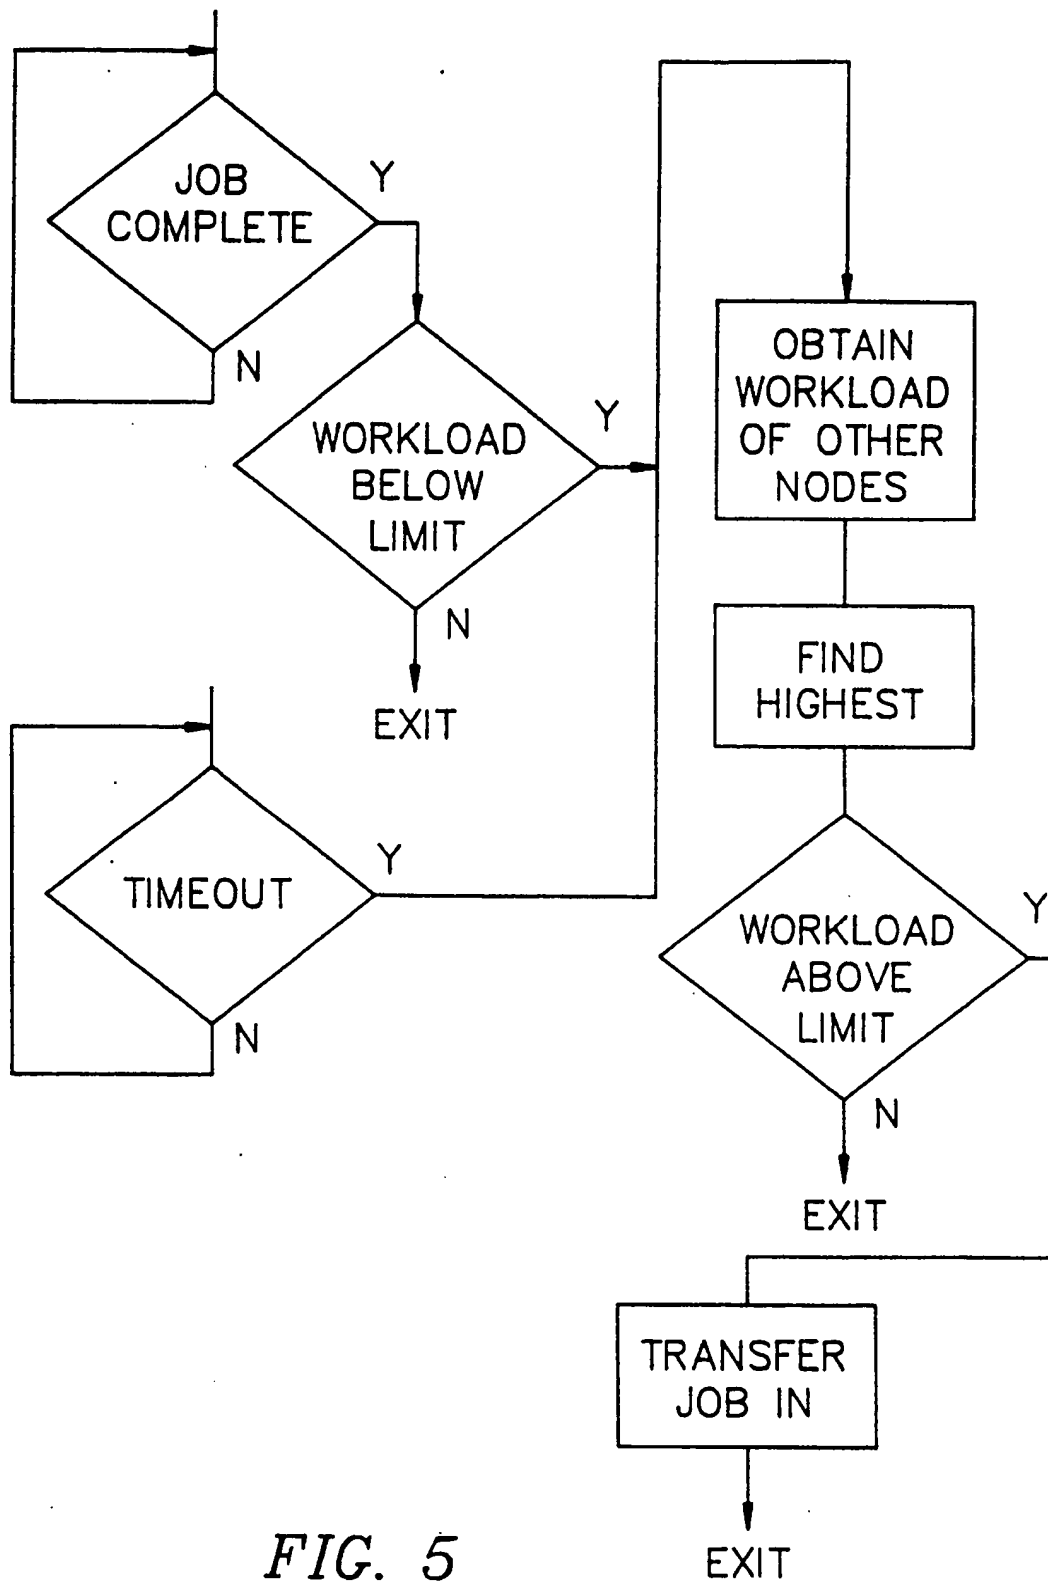 JOB
COMPLETE
Y
N
WORKLOAD
BELOW
LIMIT
Y
N
EXIT
TIMEOUT
Y
N
OBTAIN
WORKLOAD
OF OTHER
NODES
FIND
HIGHEST
WORKLOAD
ABOVE
LIMIT
Y
N
EXIT
TRANSFER
JOB IN
EXIT
FIG. 5